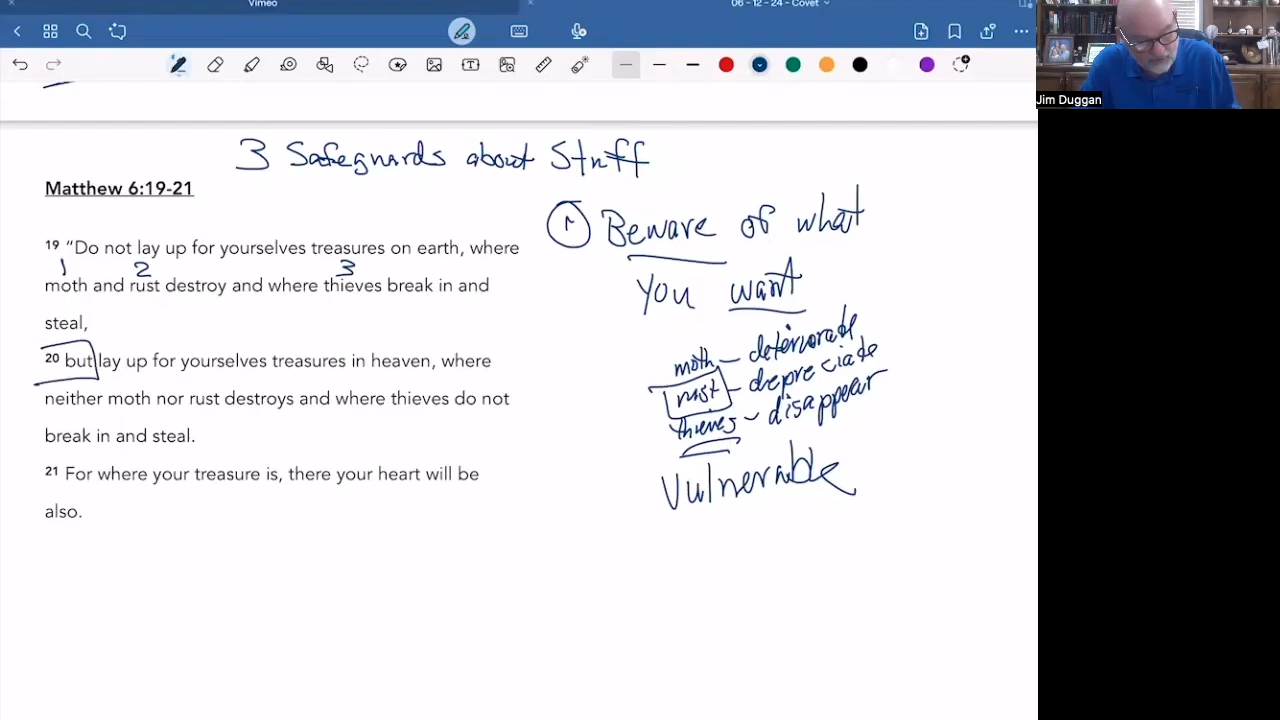 Vimeo
06 - 12 - 24 - Covet
Jim Duggan
3 Safeguards about Stuff
Matthew 6:19-21
1 Beware of what
you want
19 "Do not lay up for yourselves treasures on earth, where
1 2 3
moth and rust destroy and where thieves break in and
steal,
20 but lay up for yourselves treasures in heaven, where
neither moth nor rust destroys and where thieves do not
break in and steal.
21 For where your treasure is, there your heart will be
also.
moth - deteriorate
rust - depreciate
thieves - disappear
Vulnerable